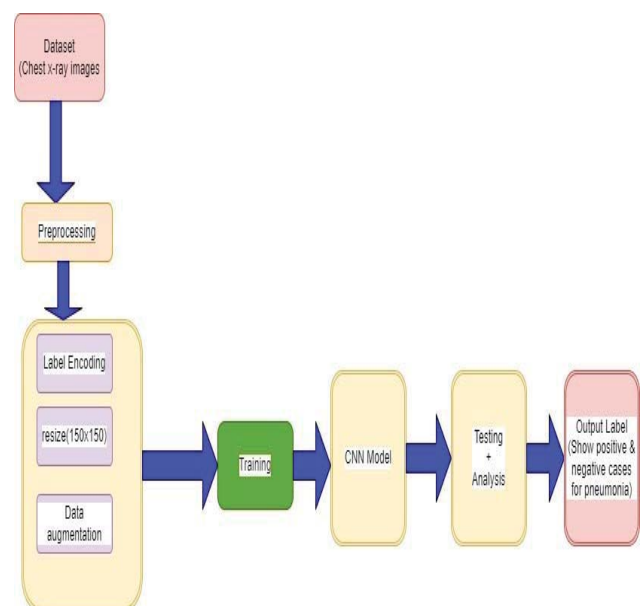 Dataset
(Chest x-ray images
Preprocessing
Label Encoding
resize(150x150)
Data
augmentation
Training
CNN Model
Testing
+
Analysis
Output Label
(Show positive &
negative cases
for pneumonia)